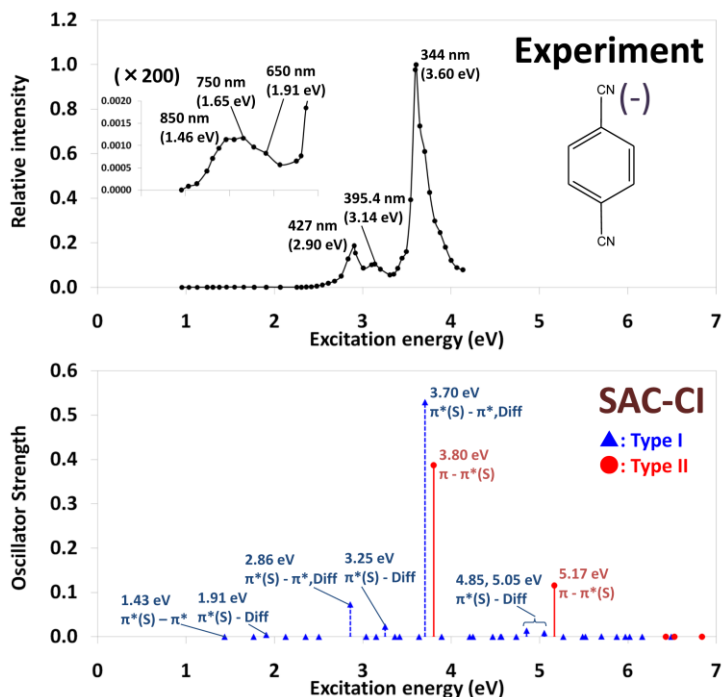 1.2
1.0
0.8
0.6
0.4
0.2
0.0
Relative intensity
0 1 2 3 4 5 6 7
Excitation energy (eV)
Experiment
(×200)
0.0020
0.0015
0.0010
0.0005
0.0000
850 nm
(1.46 eV)
750 nm
(1.65 eV)
650 nm
(1.91 eV)
427 nm
(2.90 eV)
395.4 nm
(3.14 eV)
344 nm
(3.60 eV)
CN
(-)
CN
0.6
0.5
0.4
0.3
0.2
0.1
0.0
Oscillator Strength
0 1 2 3 4 5 6 7
Excitation energy (eV)
SAC-CI
: Type I
: Type II
3.70 eV
π*(S) - π*,Diff
3.80 eV
π - π*(S)
1.43 eV
π*(S) – π*
1.91 eV
π*(S) - Diff
2.86 eV
π*(S) - π*,Diff
3.25 eV
π*(S) - Diff
4.85, 5.05 eV
π*(S) - Diff
5.17 eV
π - π*(S)